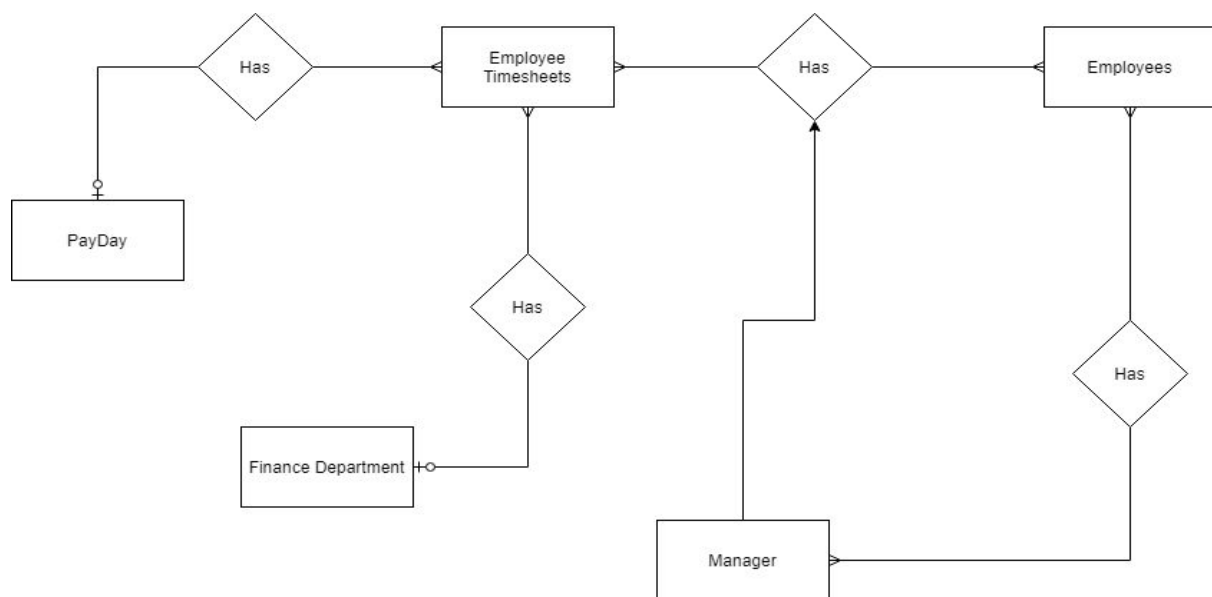 Has
Employee
Timesheets
Has
Employees
PayDay
Has
Has
Finance Department
Manager